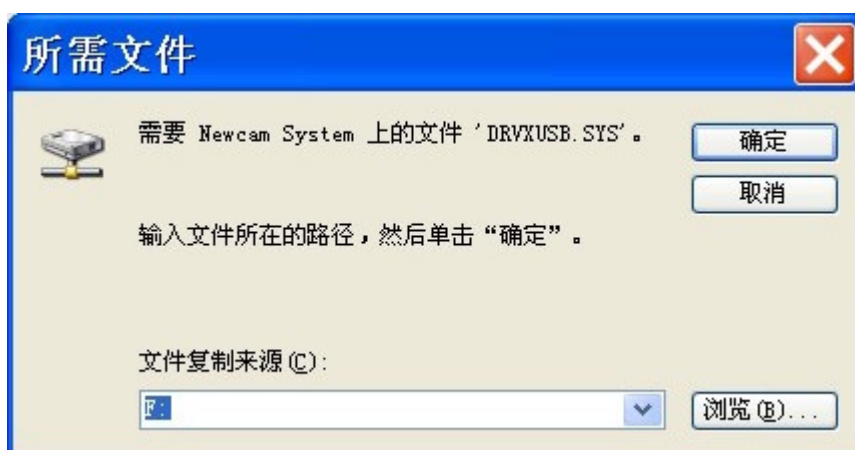 所需文件
需要 Newcam System 上的文件 'DRVXUSB.SYS'。
确定
取消
输入文件所在的路径，然后单击“确定”。
文件复制来源(C):
F:
浏览(B)...